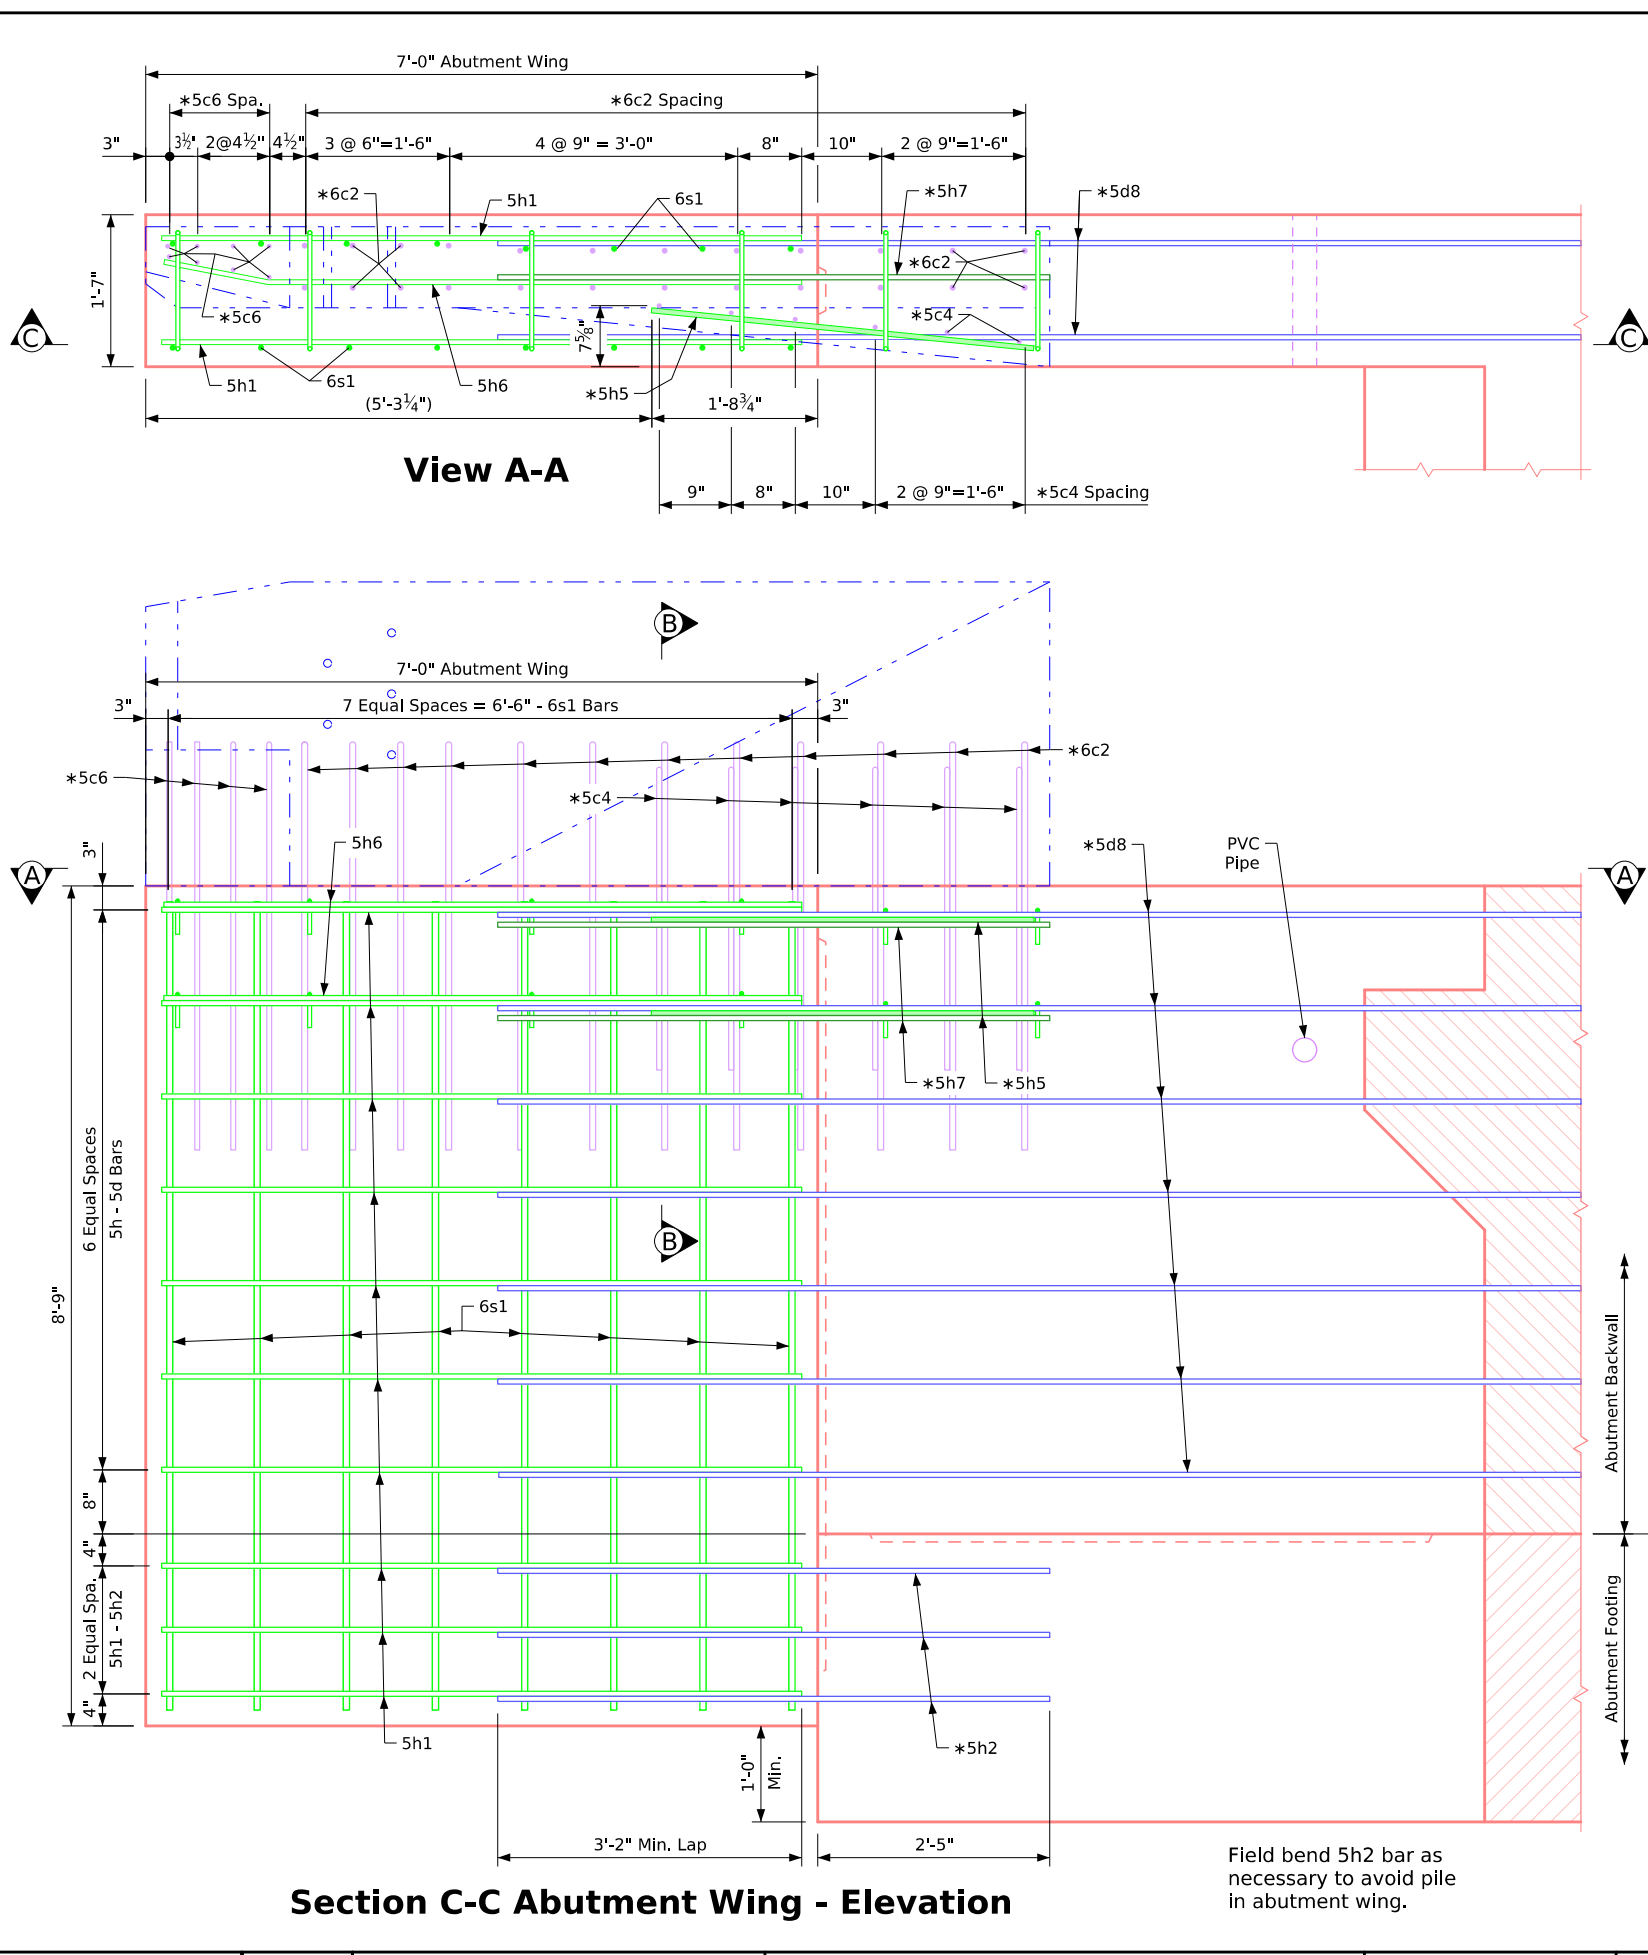 7'-0" Abutment Wing
∗5c6 Spa.
∗6c2 Spacing
3"
3½"
2@4½"
4½"
3 @ 6"=1'-6"
4 @ 9" = 3'-0"
8"
10"
2 @ 9"=1'-6"
∗6c2
5h1
6s1
∗5h7
∗5d8
1'-7"
∗6c2
∗5c6
∗5c4
7⅝"
C
C
5h1
6s1
5h6
∗5h5
(5'-3¼")
1'-8¾"
View A-A
9"
8"
10"
2 @ 9"=1'-6"
∗5c4 Spacing
B
7'-0" Abutment Wing
3"
7 Equal Spaces = 6'-6" - 6s1 Bars
3"
∗6c2
∗5c6
∗5c4
3"
5h6
∗5d8
PVC
Pipe
A
A
∗5h7
∗5h5
6 Equal Spaces
5h - 5d Bars
B
8'-9"
6s1
Abutment Backwall
8"
4"
2 Equal Spa.
5h1 - 5h2
4"
Abutment Footing
5h1
∗5h2
1'-0"
Min.
3'-2" Min. Lap
2'-5"
Field bend 5h2 bar as
necessary to avoid pile
in abutment wing.
Section C-C Abutment Wing - Elevation